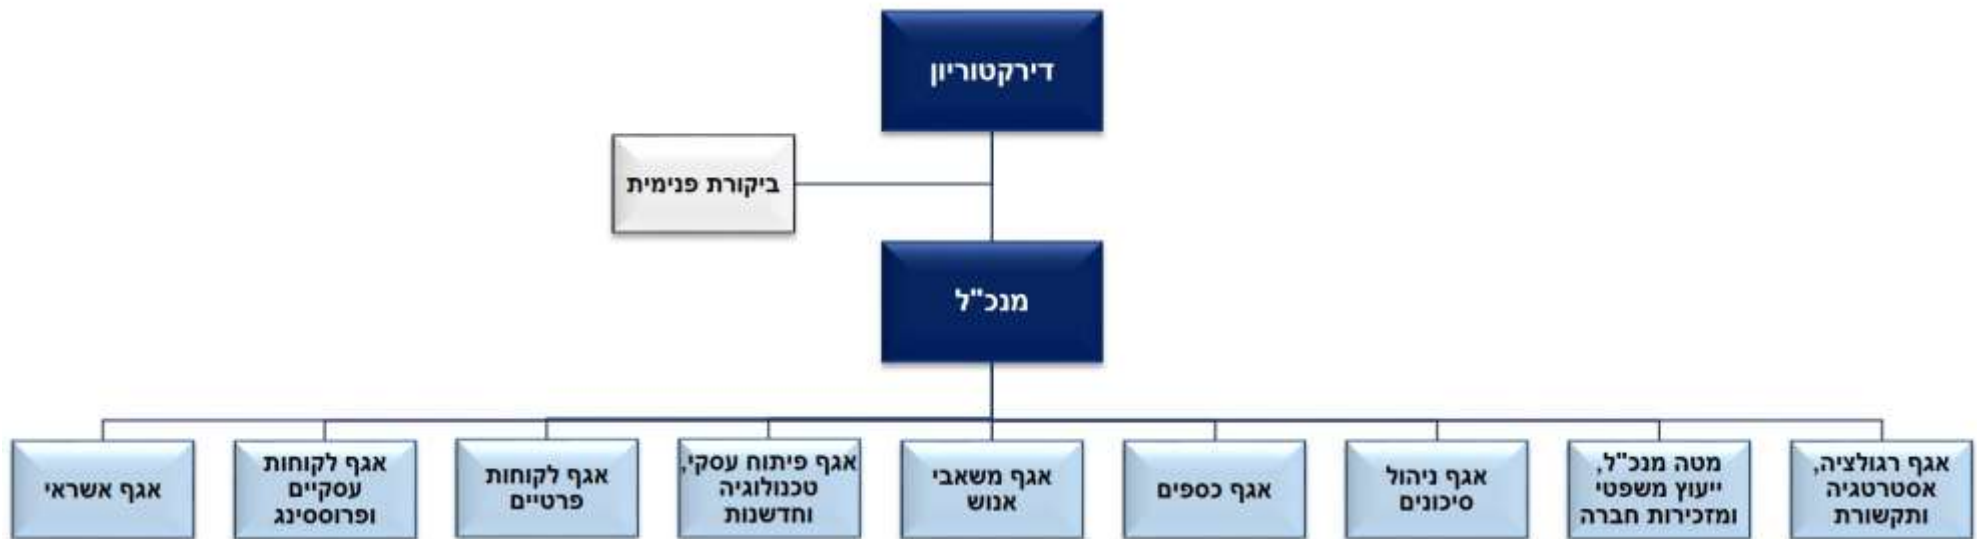 דירקטוריון
ביקורת פנימית
מנכ"ל
אגף רגולציה,
אסטרטגיה
ותקשורת
מטה מנכ"ל,
ייעוץ משפטי
ומזכירות חברה
אגף ניהול
סיכונים
אגף כספים
אגף משאבי
אנוש
אגף פיתוח עסקי,
טכנולוגיה
וחדשנות
אגף לקוחות
פרטיים
אגף לקוחות
עסקיים
ופרוססינג
אגף אשראי